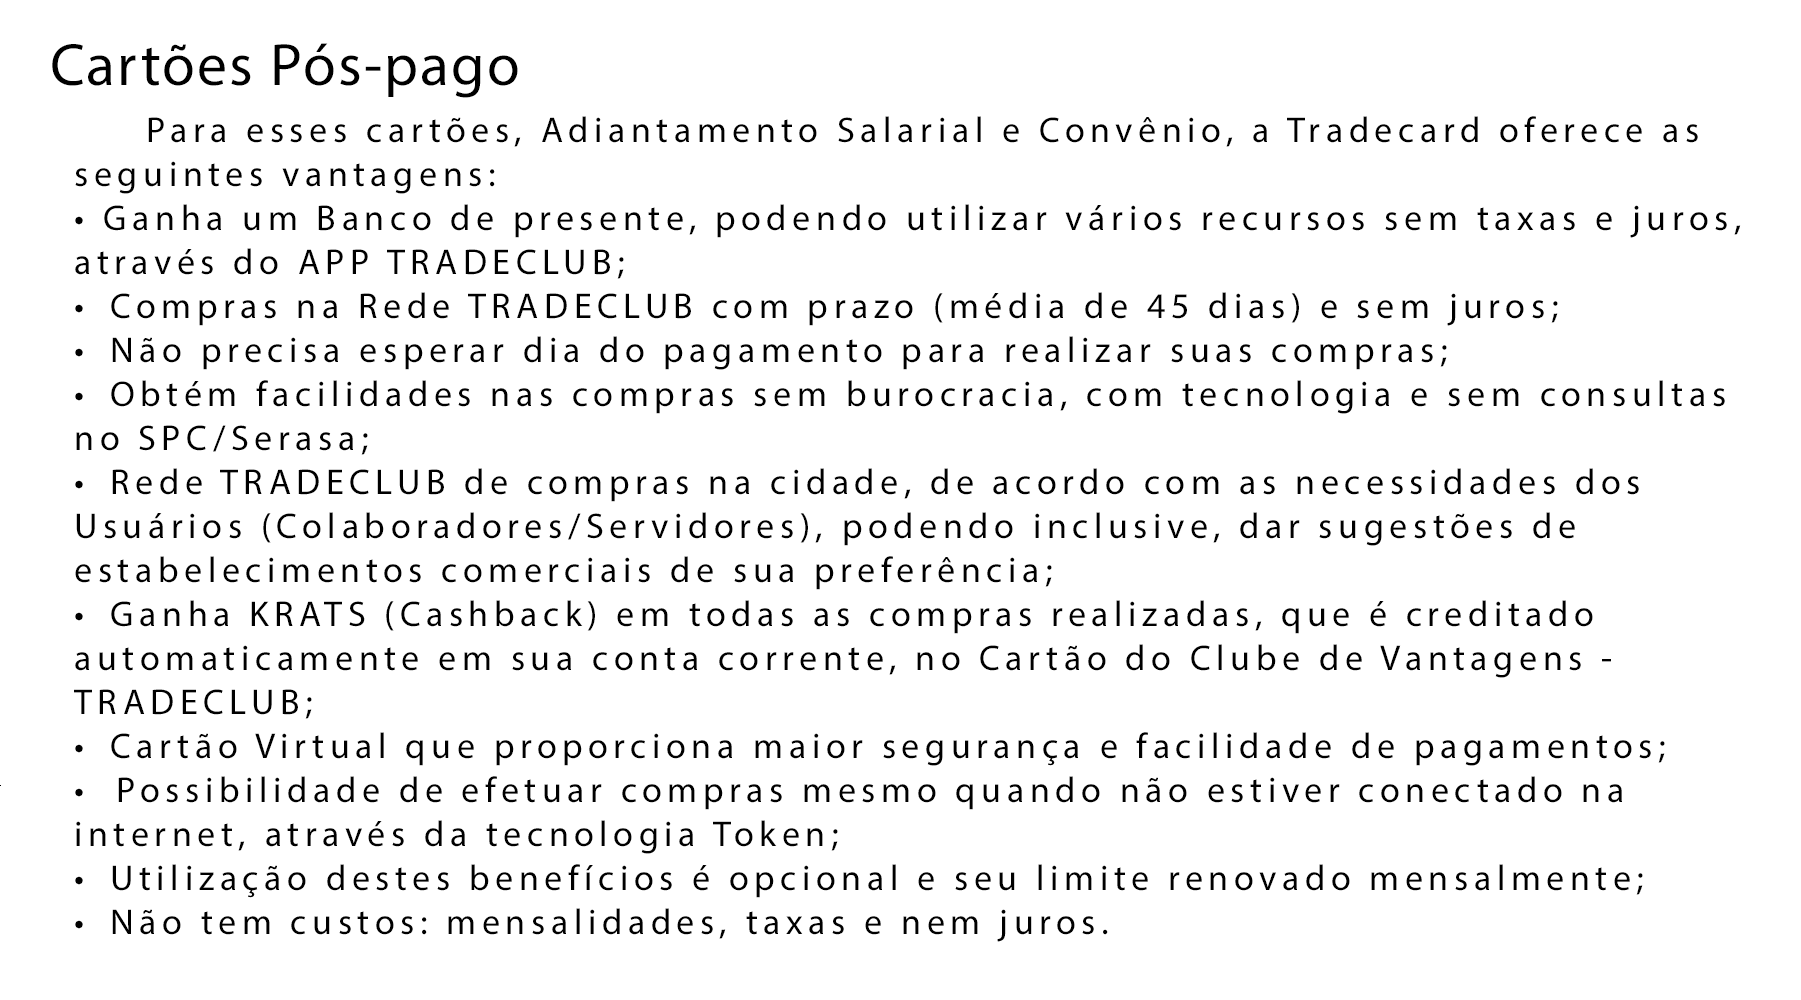 Cartões Pós-pago
Para esses cartões, Adiantamento Salarial e Convênio, a Tradecard oferece as
seguintes vantagens:
• Ganha um Banco de presente, podendo utilizar vários recursos sem taxas e juros,
através do APP TRADECLUB;
• Compras na Rede TRADECLUB com prazo (média de 45 dias) e sem juros;
• Não precisa esperar dia do pagamento para realizar suas compras;
• Obtém facilidades nas compras sem burocracia, com tecnologia e sem consultas
no SPC/Serasa;
• Rede TRADECLUB de compras na cidade, de acordo com as necessidades dos
Usuários (Colaboradores/Servidores), podendo inclusive, dar sugestões de
estabelecimentos comerciais de sua preferência;
• Ganha KRATS (Cashback) em todas as compras realizadas, que é creditado
automaticamente em sua conta corrente, no Cartão do Clube de Vantagens -
TRADECLUB;
• Cartão Virtual que proporciona maior segurança e facilidade de pagamentos;
• Possibilidade de efetuar compras mesmo quando não estiver conectado na
internet, através da tecnologia Token;
• Utilização destes benefícios é opcional e seu limite renovado mensalmente;
• Não tem custos: mensalidades, taxas e nem juros.